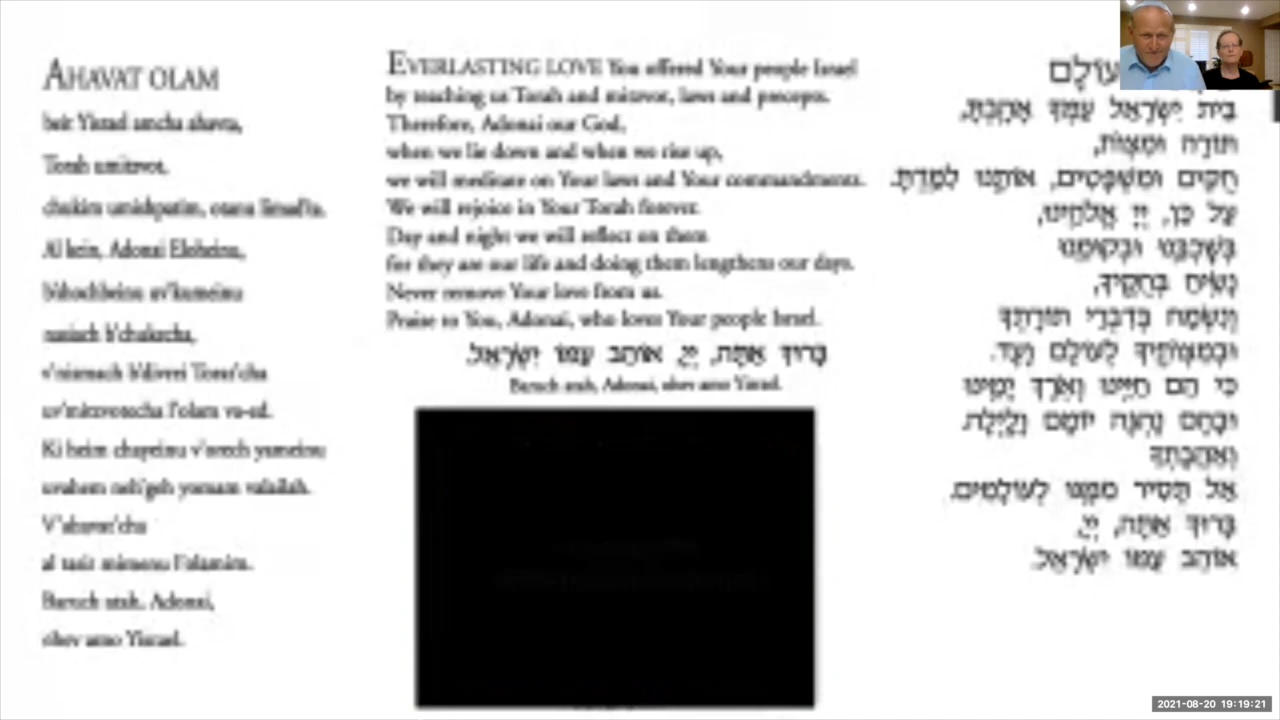 AHAVAT OLAM
beit Yisrael amcha ahavta,
Torah umitzvot,
chukim umishpatim, otanu limad'ta.
Al kein, Adonai Eloheinu,
b'shochbeinu uv'kumeinu
nasiach b'chukecha,
v'nismach b'divrei Torat'cha
uv'mitzvotecha l'olam va-ed.
Ki heim chayeinu v'orech yameinu
uvahem neh'geh yomam valailah.
V'ahavat'cha
al tasir mimenu l'olamim.
Baruch atah, Adonai,
ohev amo Yisrael.
EVERLASTING LOVE You offered Your people Israel
by teaching us Torah and mitzvot, laws and precepts.
Therefore, Adonai our God,
when we lie down and when we rise up,
we will meditate on Your laws and Your commandments.
We will rejoice in Your Torah forever.
Day and night we will reflect on them
for they are our life and doing them lengthens our days.
Never remove Your love from us.
Praise to You, Adonai, who loves Your people Israel.
בָּרוּךְ אַתָּה, יְיָ, אוֹהֵב עַמּוֹ יִשְׂרָאֵל.
Baruch atah, Adonai, ohev amo Yisrael.
עוֹלָם
בֵּית יִשְׂרָאֵל עַמְּךָ אָהָבְתָּ,
תּוֹרָה וּמִצְוֹת,
חֻקִּים וּמִשְׁפָּטִים, אוֹתָנוּ לִמַּדְתָּ.
עַל כֵּן, יְיָ אֱלֹהֵינוּ,
בְּשָׁכְבֵּנוּ וּבְקוּמֵנוּ
נָשִׂיחַ בְּחֻקֶּיךָ,
וְנִשְׂמַח בְּדִבְרֵי תוֹרָתְךָ
וּבְמִצְוֹתֶיךָ לְעוֹלָם וָעֶד.
כִּי הֵם חַיֵּינוּ וְאֹרֶךְ יָמֵינוּ
וּבָהֶם נֶהְגֶּה יוֹמָם וָלָיְלָה.
וְאַהֲבָתְךָ
אַל תָּסִיר מִמֶּנּוּ לְעוֹלָמִים.
בָּרוּךְ אַתָּה, יְיָ,
אוֹהֵב עַמּוֹ יִשְׂרָאֵל.
2021-08-20 19:19:21